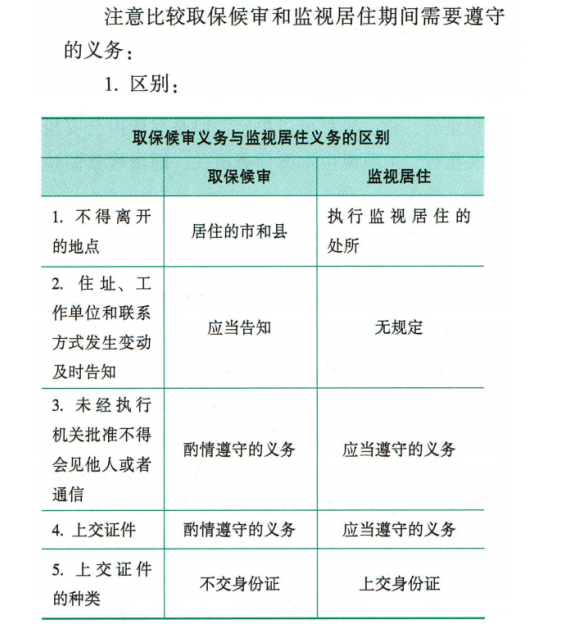 注意比较取保候审和监视居住期间需要遵守
的义务：
1. 区别：
取保候审义务与监视居住义务的区别
取保候审 监视居住
1. 不得离开
的地点
居住的市和县
执行监视居住的
处所
2. 住址、工
作单位和联系
方式发生变动
及时告知
应当告知
无规定
3. 未经执行
机关批准不得
会见他人或者
通信
酌情遵守的义务
应当遵守的义务
4. 上交证件 酌情遵守的义务 应当遵守的义务
5. 上交证件
的种类
不交身份证
上交身份证